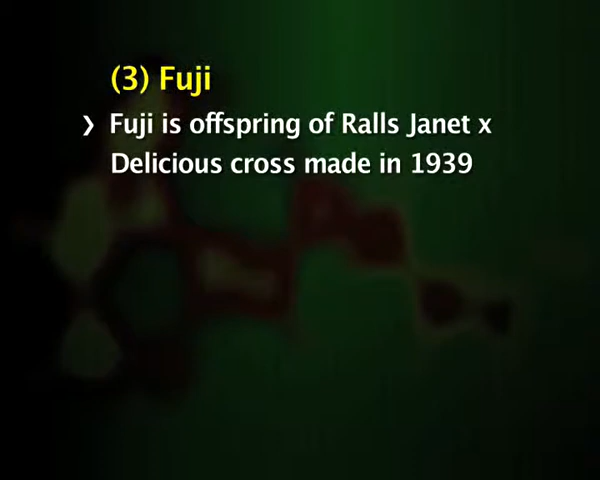 (3) Fuji
❯ Fuji is offspring of Ralls Janet x
Delicious cross made in 1939